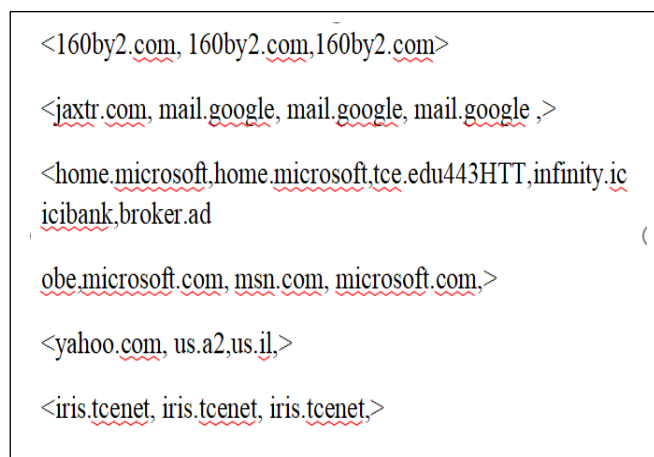 <160by2.com, 160by2.com,160by2.com>
<jaxtr.com, mail.google, mail.google, mail.google ,>
<home.microsoft,home.microsoft,tce.edu443HTT,infinity.ic
icibank,broker.ad
obe,microsoft.com, msn.com, microsoft.com,>
<yahoo.com, us.a2,us.il,>
<iris.tcenet, iris.tcenet, iris.tcenet,>